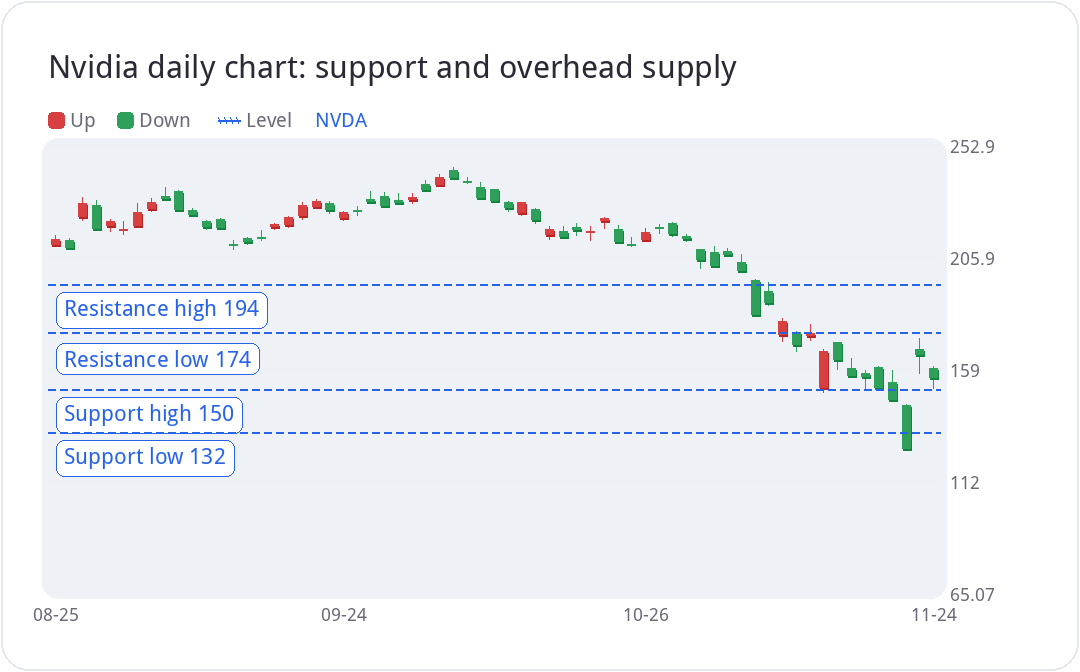 Nvidia daily chart: support and overhead supply
Up Down Level NVDA
252.9
205.9
Resistance high 194
Resistance low 174
159
Support high 150
Support low 132
112
65.07
08-25 09-24 10-26 11-24